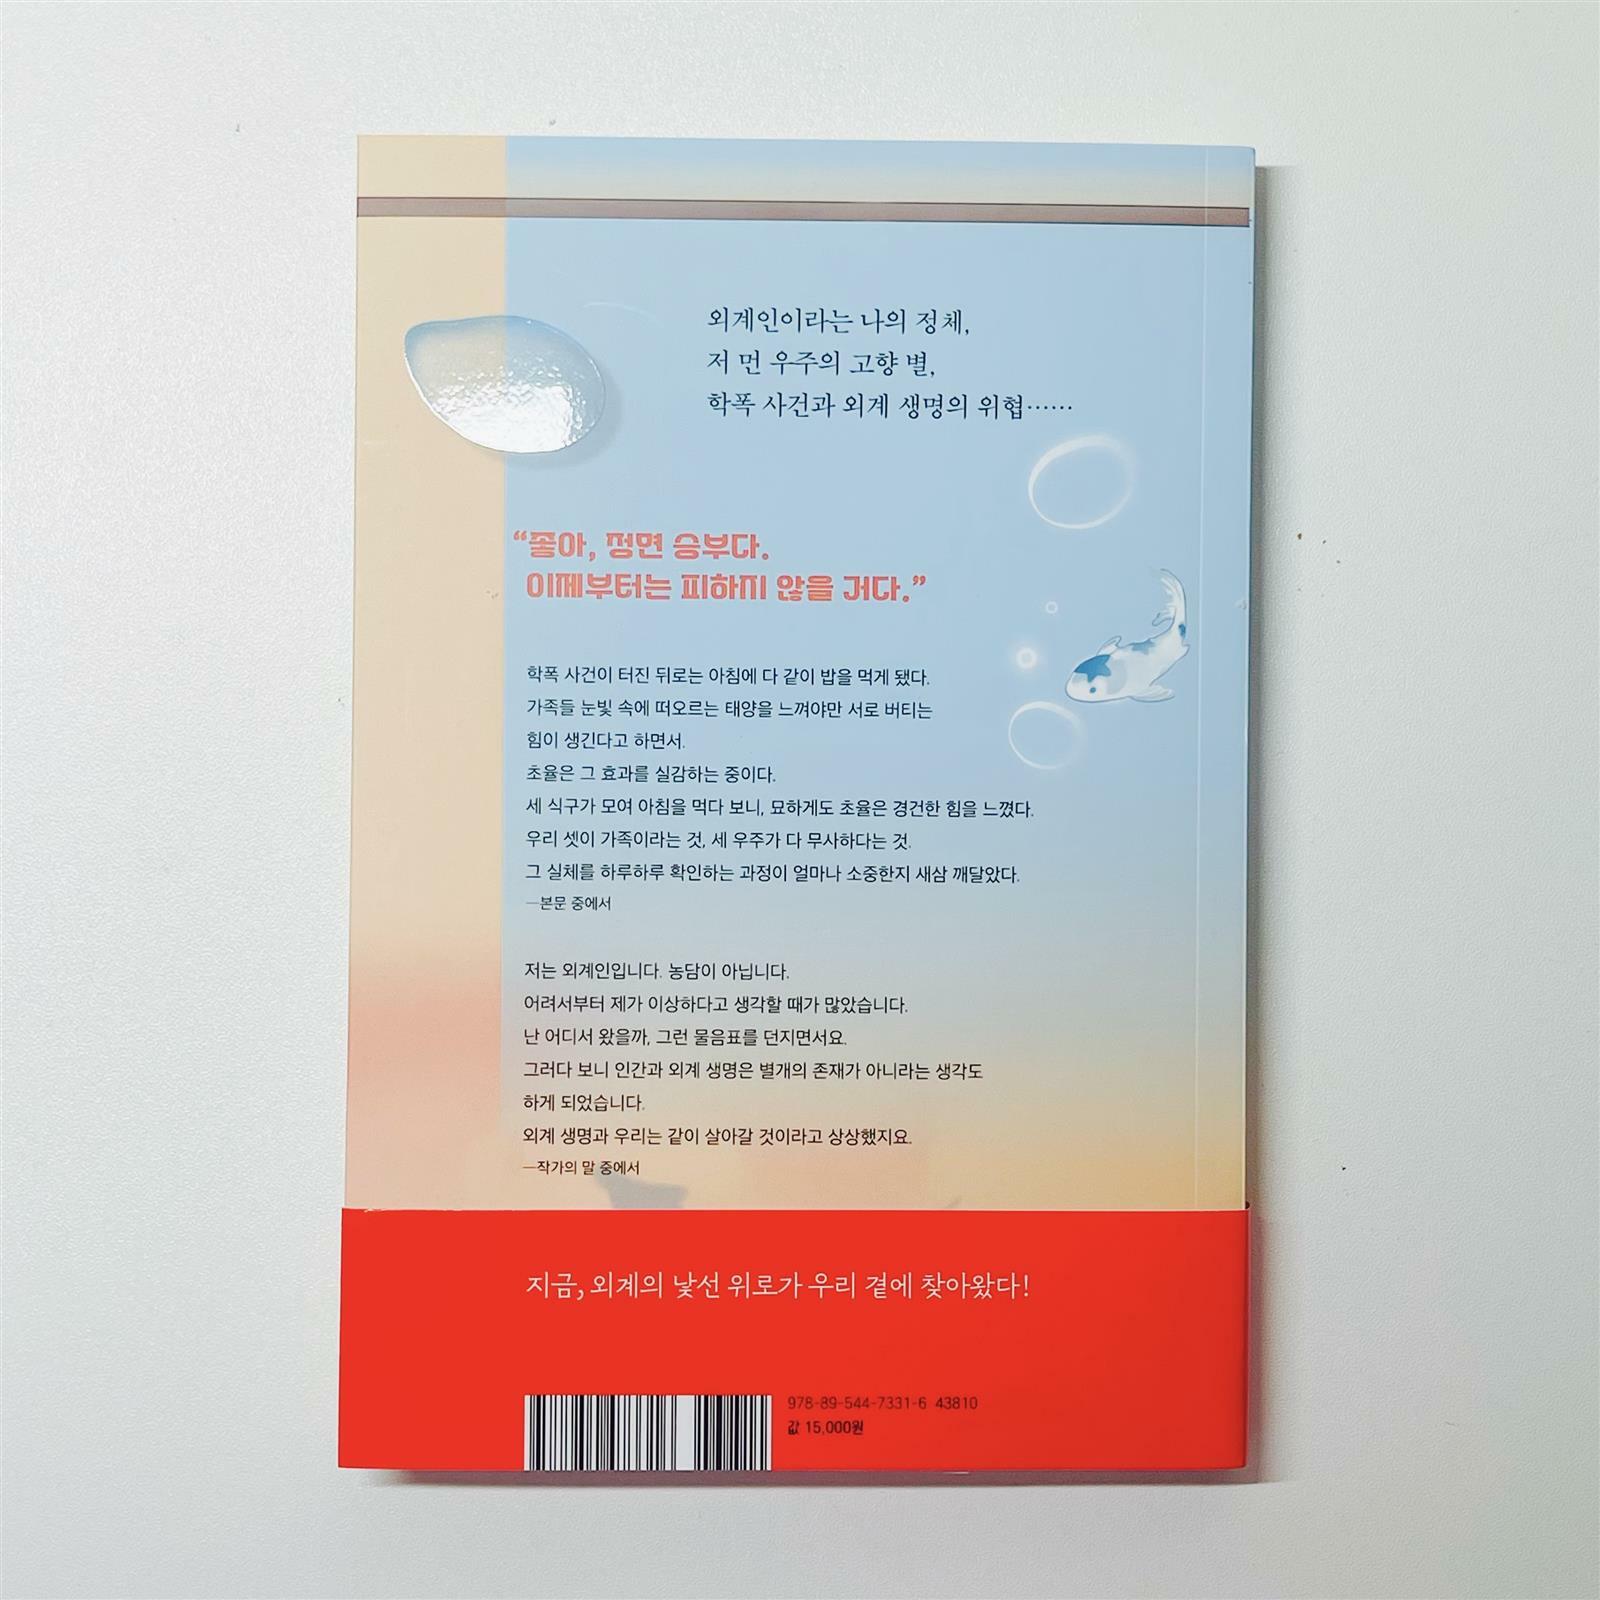 외계인이라는 나의 정체,
저 먼 우주의 고향 별,
학폭 사건과 외계 생명의 위협……
“좋아, 정면 승부다.
이제부터는 피하지 않을 거다.”
학폭 사건이 터진 뒤로는 아침에 다 같이 밥을 먹게 됐다.
가족들 눈빛 속에 떠오르는 태양을 느껴야만 서로 버티는
힘이 생긴다고 하면서.
초율은 그 효과를 실감하는 중이다.
세 식구가 모여 아침을 먹다 보니, 묘하게도 초율은 경건한 힘을 느꼈다.
우리 셋이 가족이라는 것, 세 우주가 다 무사하다는 것.
그 실체를 하루하루 확인하는 과정이 얼마나 소중한지 새삼 깨달았다.
—본문 중에서
저는 외계인입니다. 농담이 아닙니다.
어려서부터 제가 이상하다고 생각할 때가 많았습니다.
난 어디서 왔을까, 그런 물음표를 던지면서요.
그러다 보니 인간과 외계 생명은 별개의 존재가 아니라는 생각도
하게 되었습니다.
외계 생명과 우리는 같이 살아갈 것이라고 상상했지요.
—작가의 말 중에서
지금, 외계의 낯선 위로가 우리 곁에 찾아왔다!
978-89-544-7331-6 43810
값 15,000원